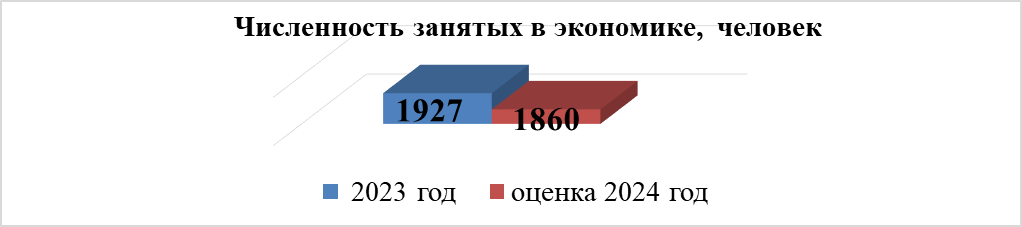 Численность занятых в экономике, человек
1927
1860
2023 год оценка 2024 год